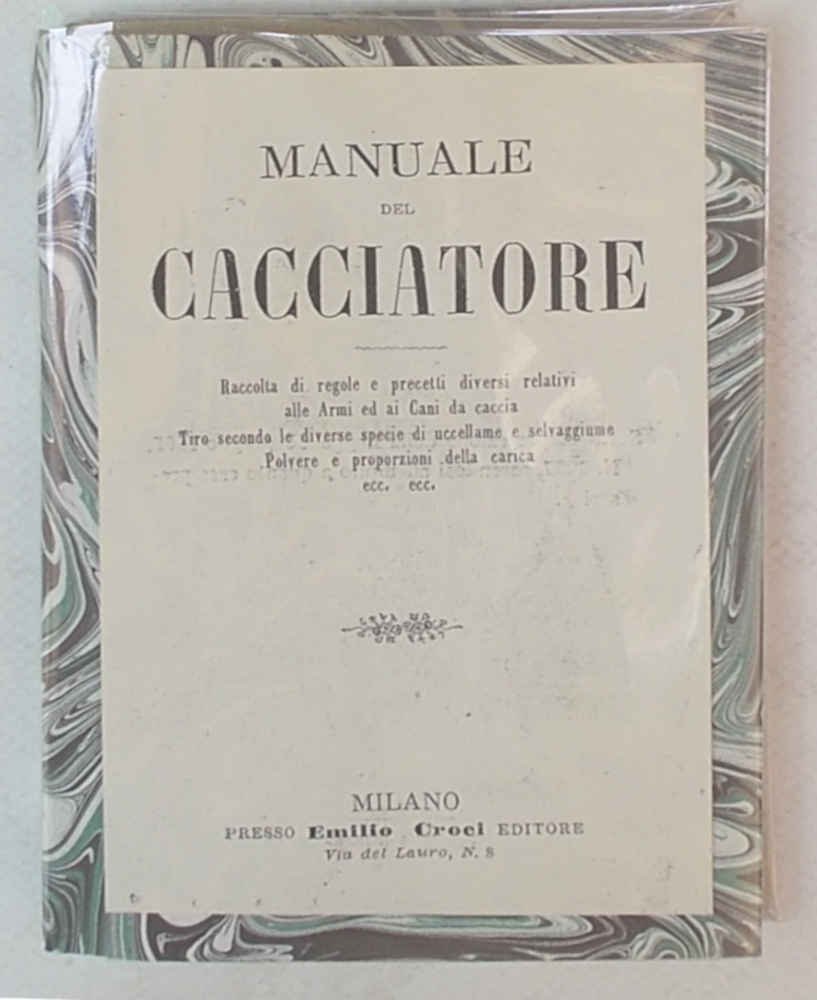 MANUALE
DEL
CACCIATORE
Raccolta di regole e precetti diversi relativi
alle Armi ed ai Cani da caccia
Tiro secondo le diverse specie di uccellame e selvaggiume
Polvere e proporzioni della carica
ecc. ecc.
MILANO
PRESSO Emilio Croci EDITORE
Via del Lauro, N. 8